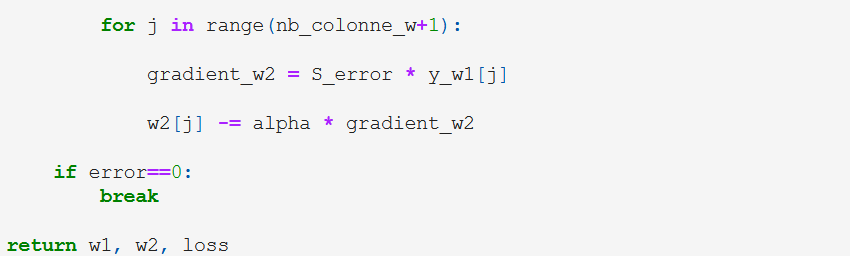 for j in range(nb_colonne_w+1):
gradient_w2 = S_error * y_w1[j]
w2[j] -= alpha * gradient_w2
if error==0:
break
return w1, w2, loss